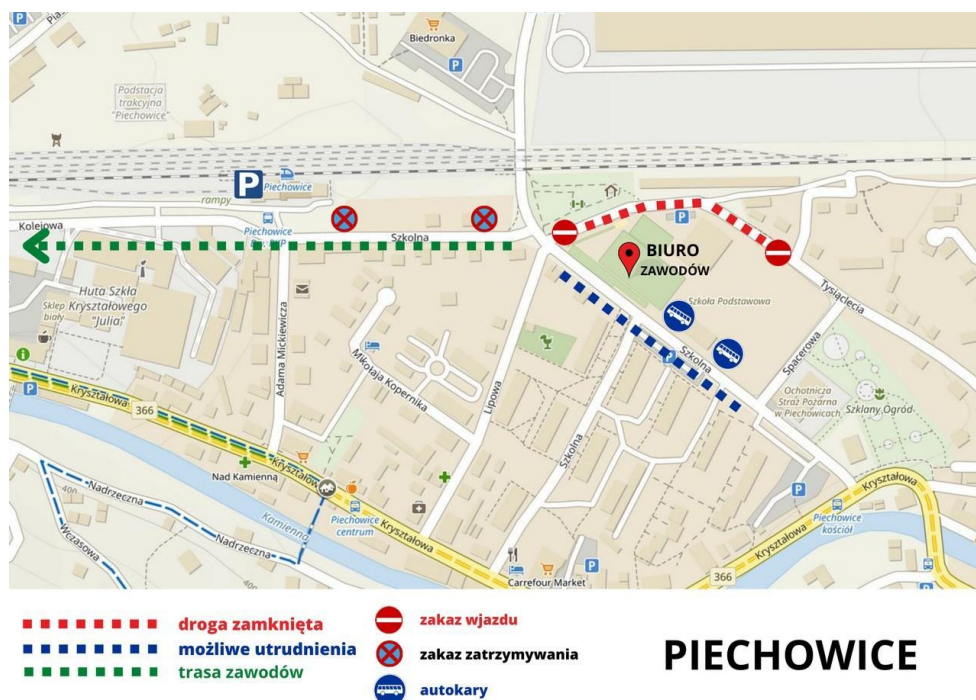 Pia
P
Biedronka
P
Podstacja
trakcyjna
"Piechowice"
P
Piechowice
rampy
P
Kolejowa
Piechowice
Szkolna
BIURO
ZAWODÓW
Tysiąclecia
Huta Szkła
Kryształowego
"Julia"
Sklep
biały
Szkoła Podstawowa
Adama Mickiewicza
Mikołaja Kopernika
Lipowa
Szkolna
Spacerowa
Ochotnicza
Straż Pożarna
w Piechowicach
Szklany Ogród
P
Kryształowa
366
Szkolna
Nad Kamienną
Kryształowa
Kryształowa
40n
Nadrzeczna
Kamienna
Piechowice
centrum
P
Piechowice
kościół
Wczasowa
40n
Nadrzeczna
Kryształowa
Kryształowa
P
Carrefour Market
366
droga zamknięta
możliwe utrudnienia
trasa zawodów
zakaz wjazdu
zakaz zatrzymywania
autokary
PIECHOWICE